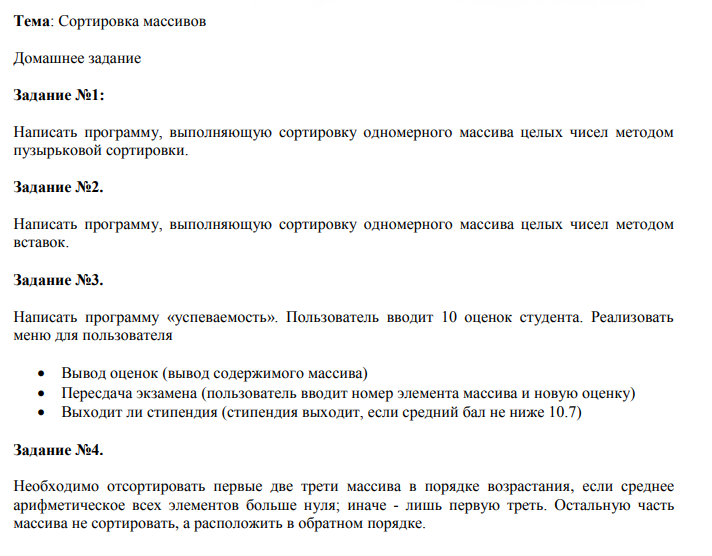 Тема: Сортировка массивов
Домашнее задание
Задание №1:
Написать программу, выполняющую сортировку одномерного массива целых чисел методом
пузырьковой сортировки.
Задание №2.
Написать программу, выполняющую сортировку одномерного массива целых чисел методом
вставок.
Задание №3.
Написать программу «успеваемость». Пользователь вводит 10 оценок студента. Реализовать
меню для пользователя
• Вывод оценок (вывод содержимого массива)
• Пересдача экзамена (пользователь вводит номер элемента массива и новую оценку)
• Выходит ли стипендия (стипендия выходит, если средний бал не ниже 10.7)
Задание №4.
Необходимо отсортировать первые две трети массива в порядке возрастания, если среднее
арифметическое всех элементов больше нуля; иначе - лишь первую треть. Остальную часть
массива не сортировать, а расположить в обратном порядке.